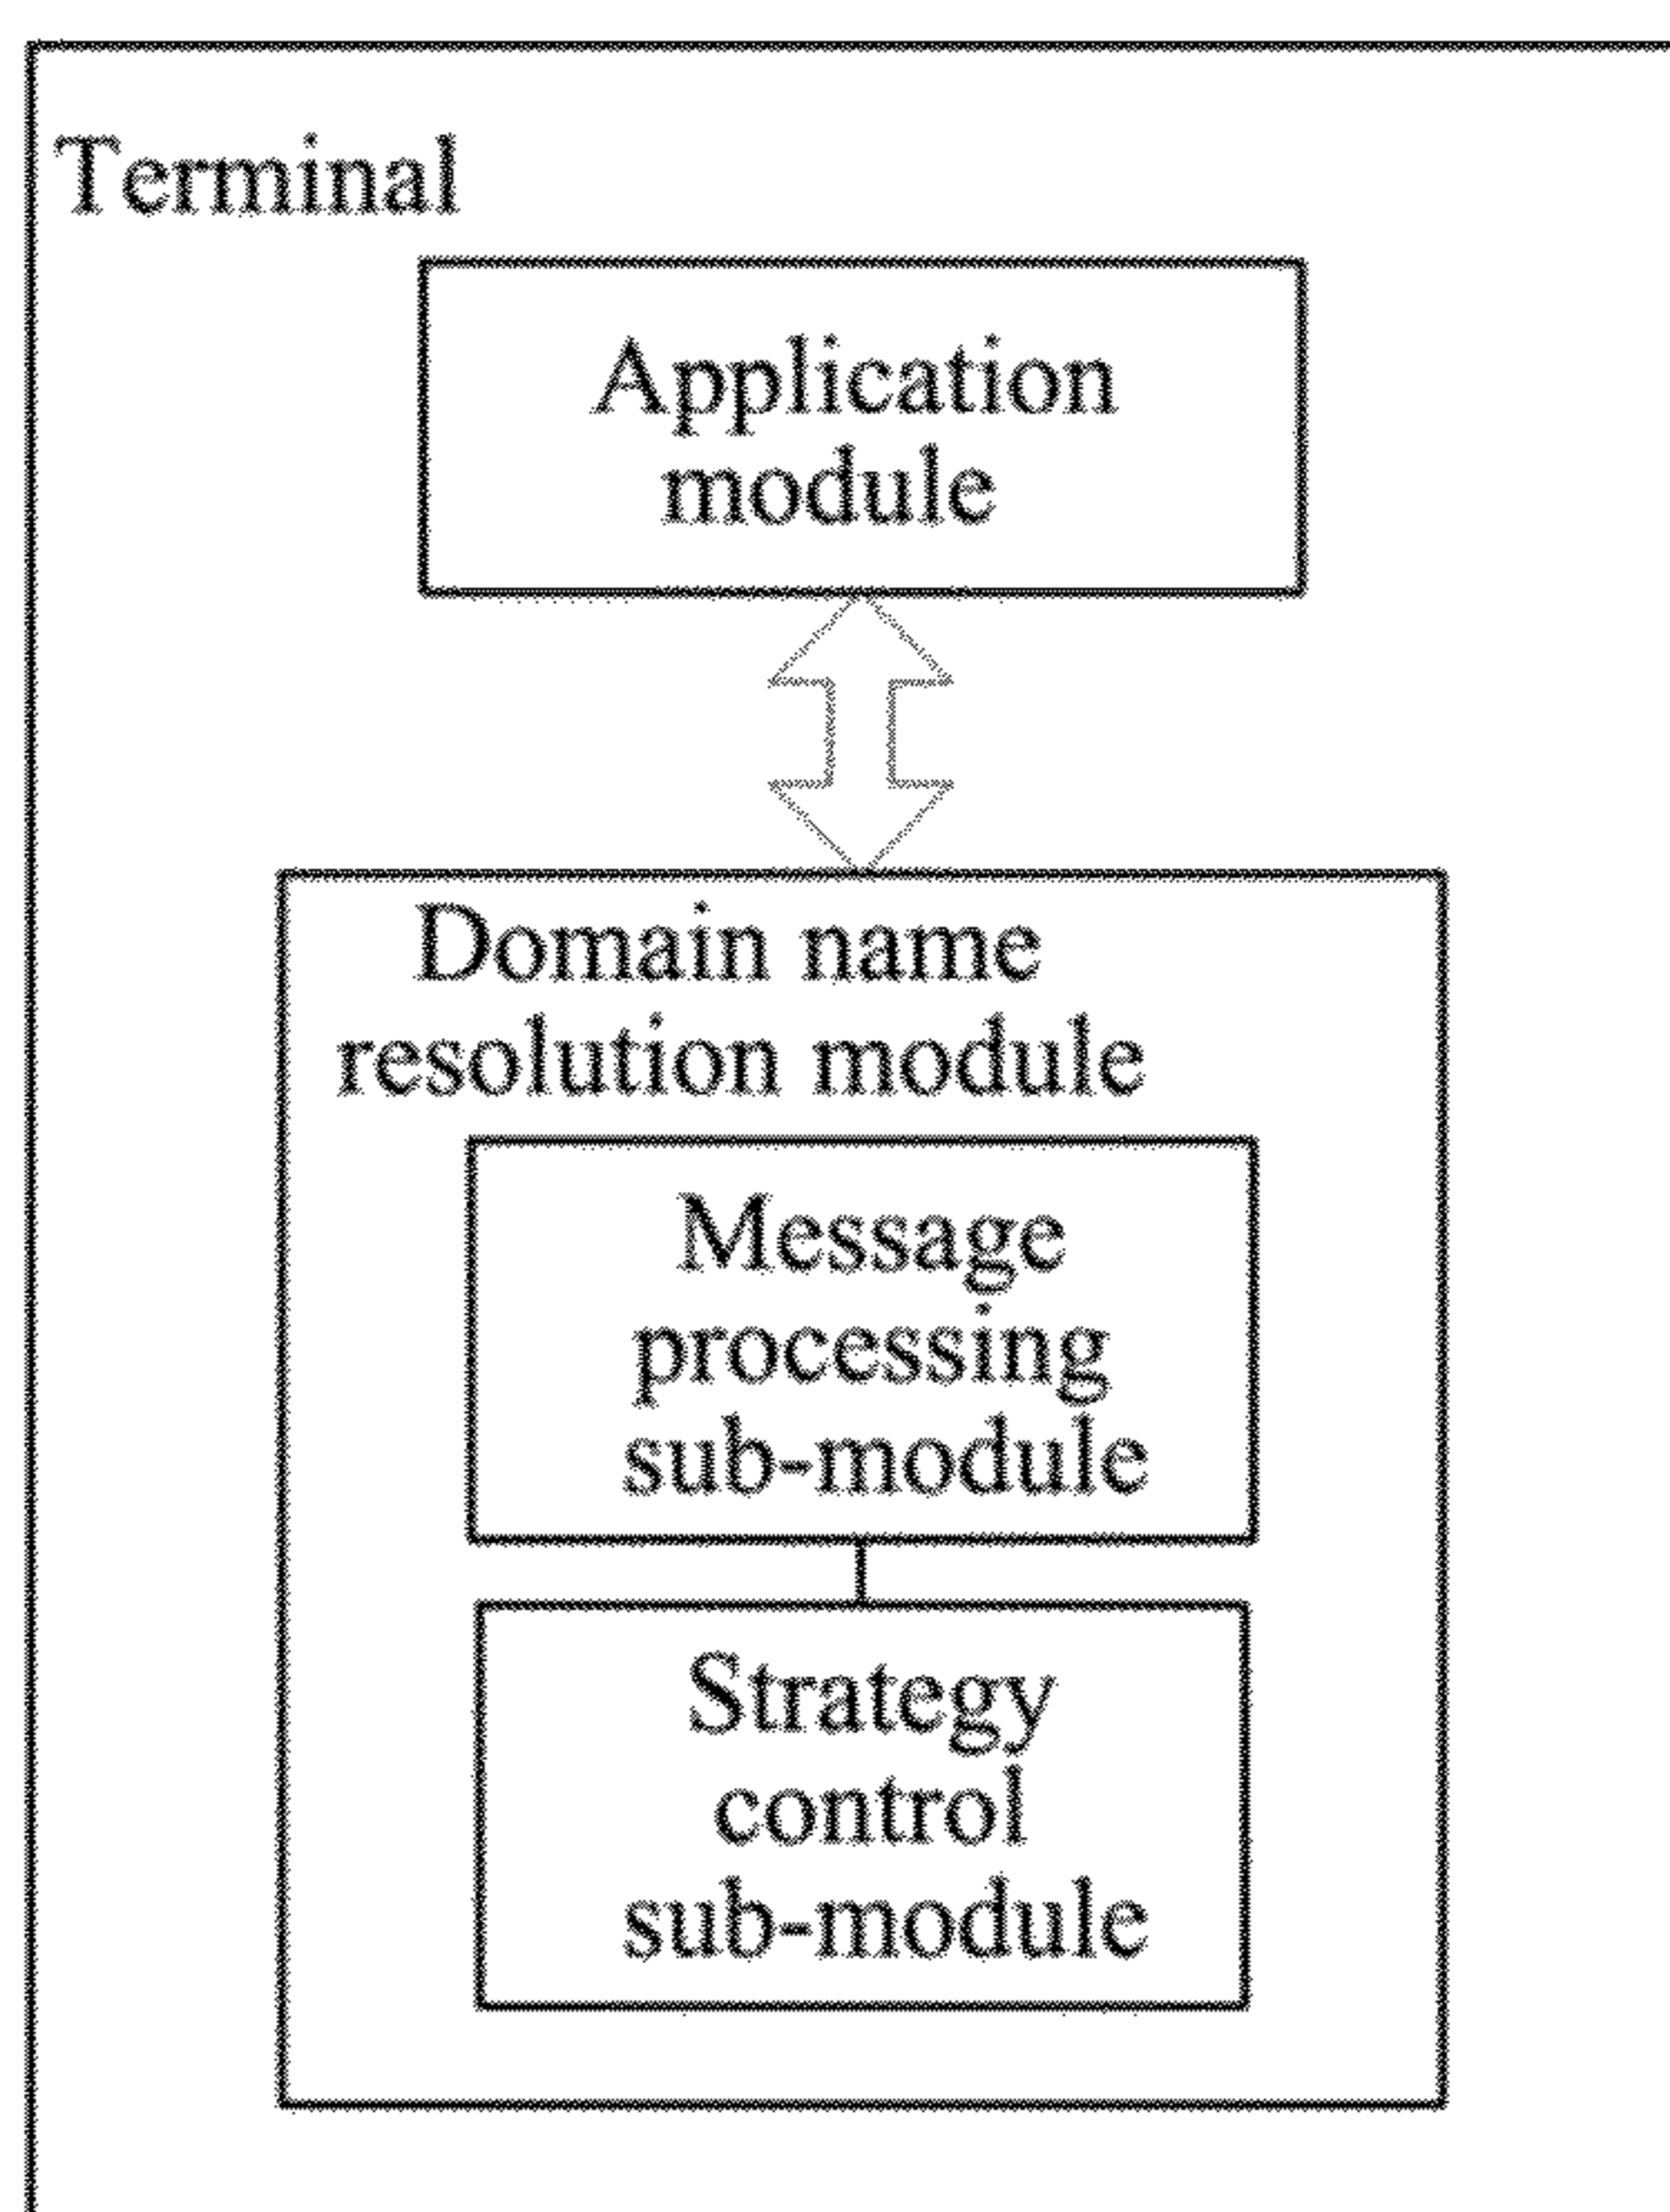 Terminal
Application
module
Domain name
resolution module
Message
processing
sub-module
Strategy
control
sub-module